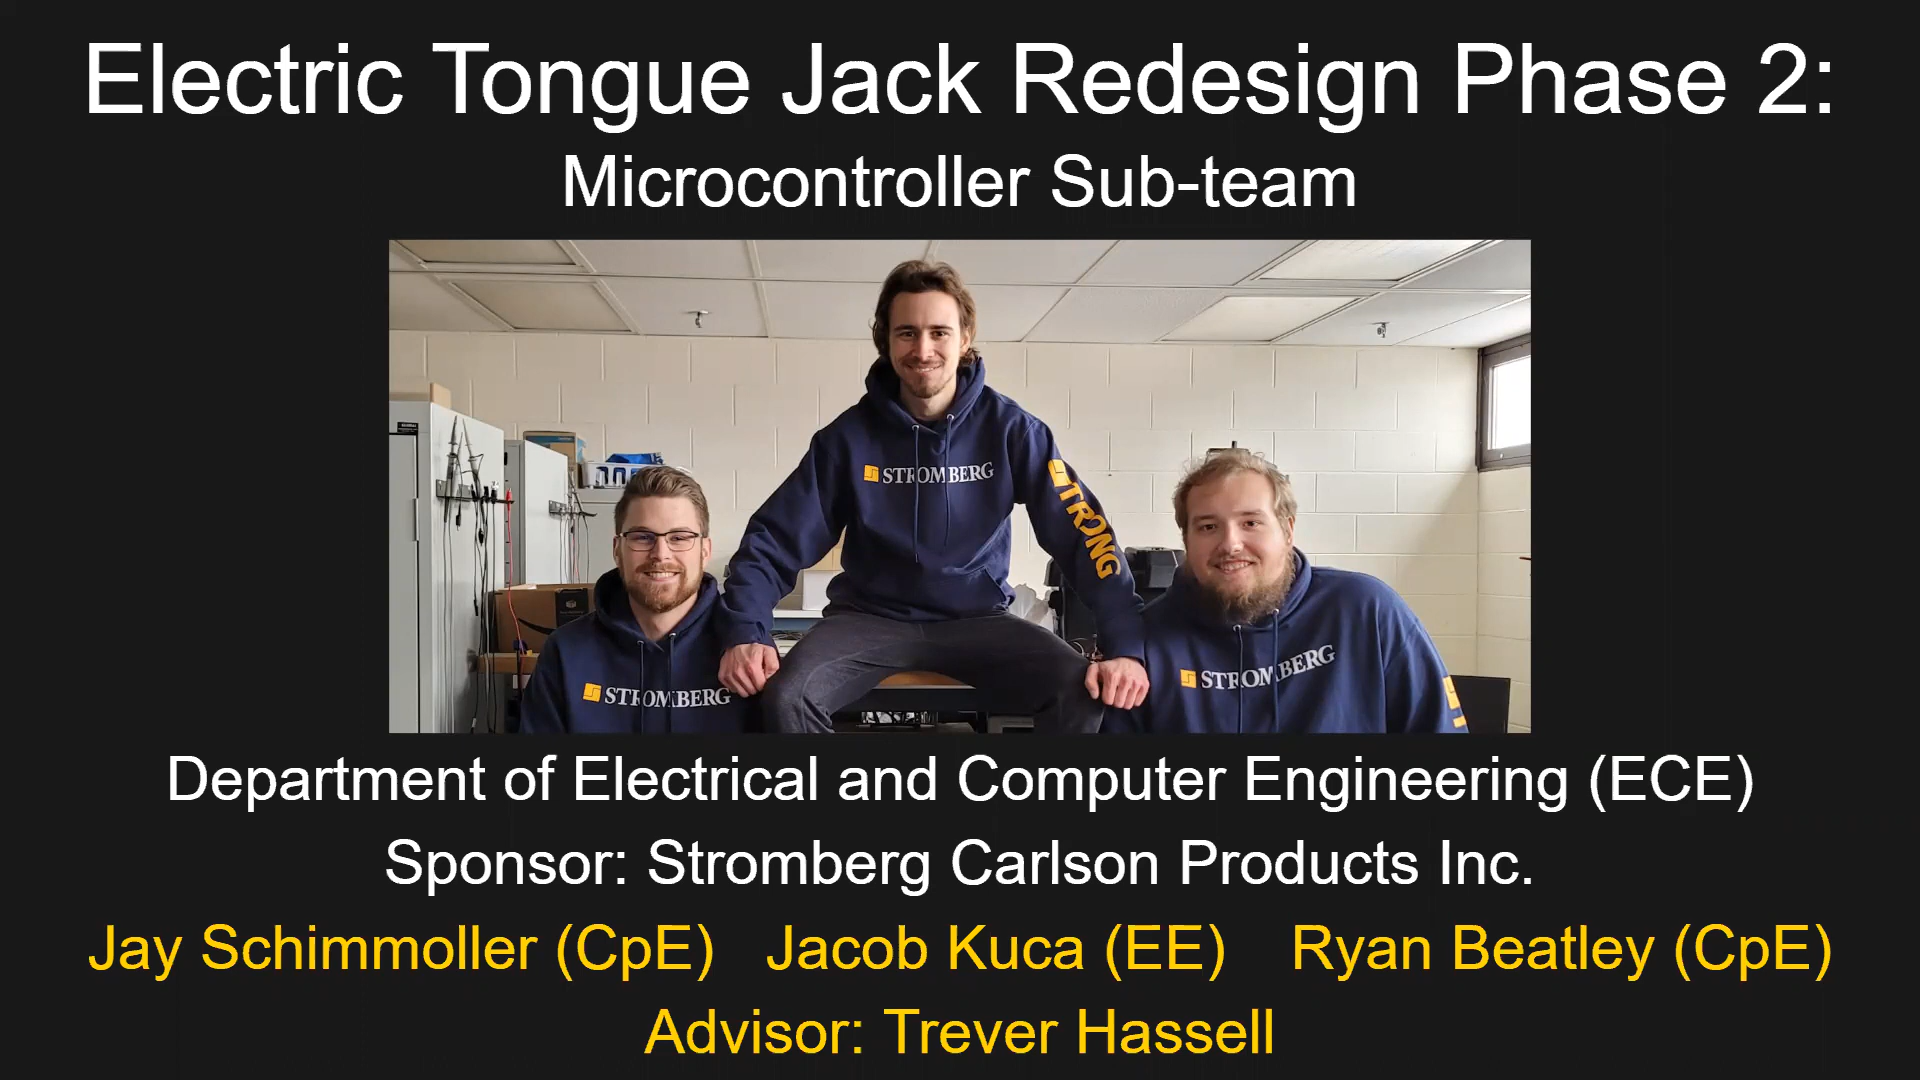 Electric Tongue Jack Redesign Phase 2:
Microcontroller Sub-team
STROMBERG
STRONG
STROMBERG
STROMBERG
Department of Electrical and Computer Engineering (ECE)
Sponsor: Stromberg Carlson Products Inc.
Jay Schimmoller (CpE) Jacob Kuca (EE) Ryan Beatley (CpE)
Advisor: Trever Hassell